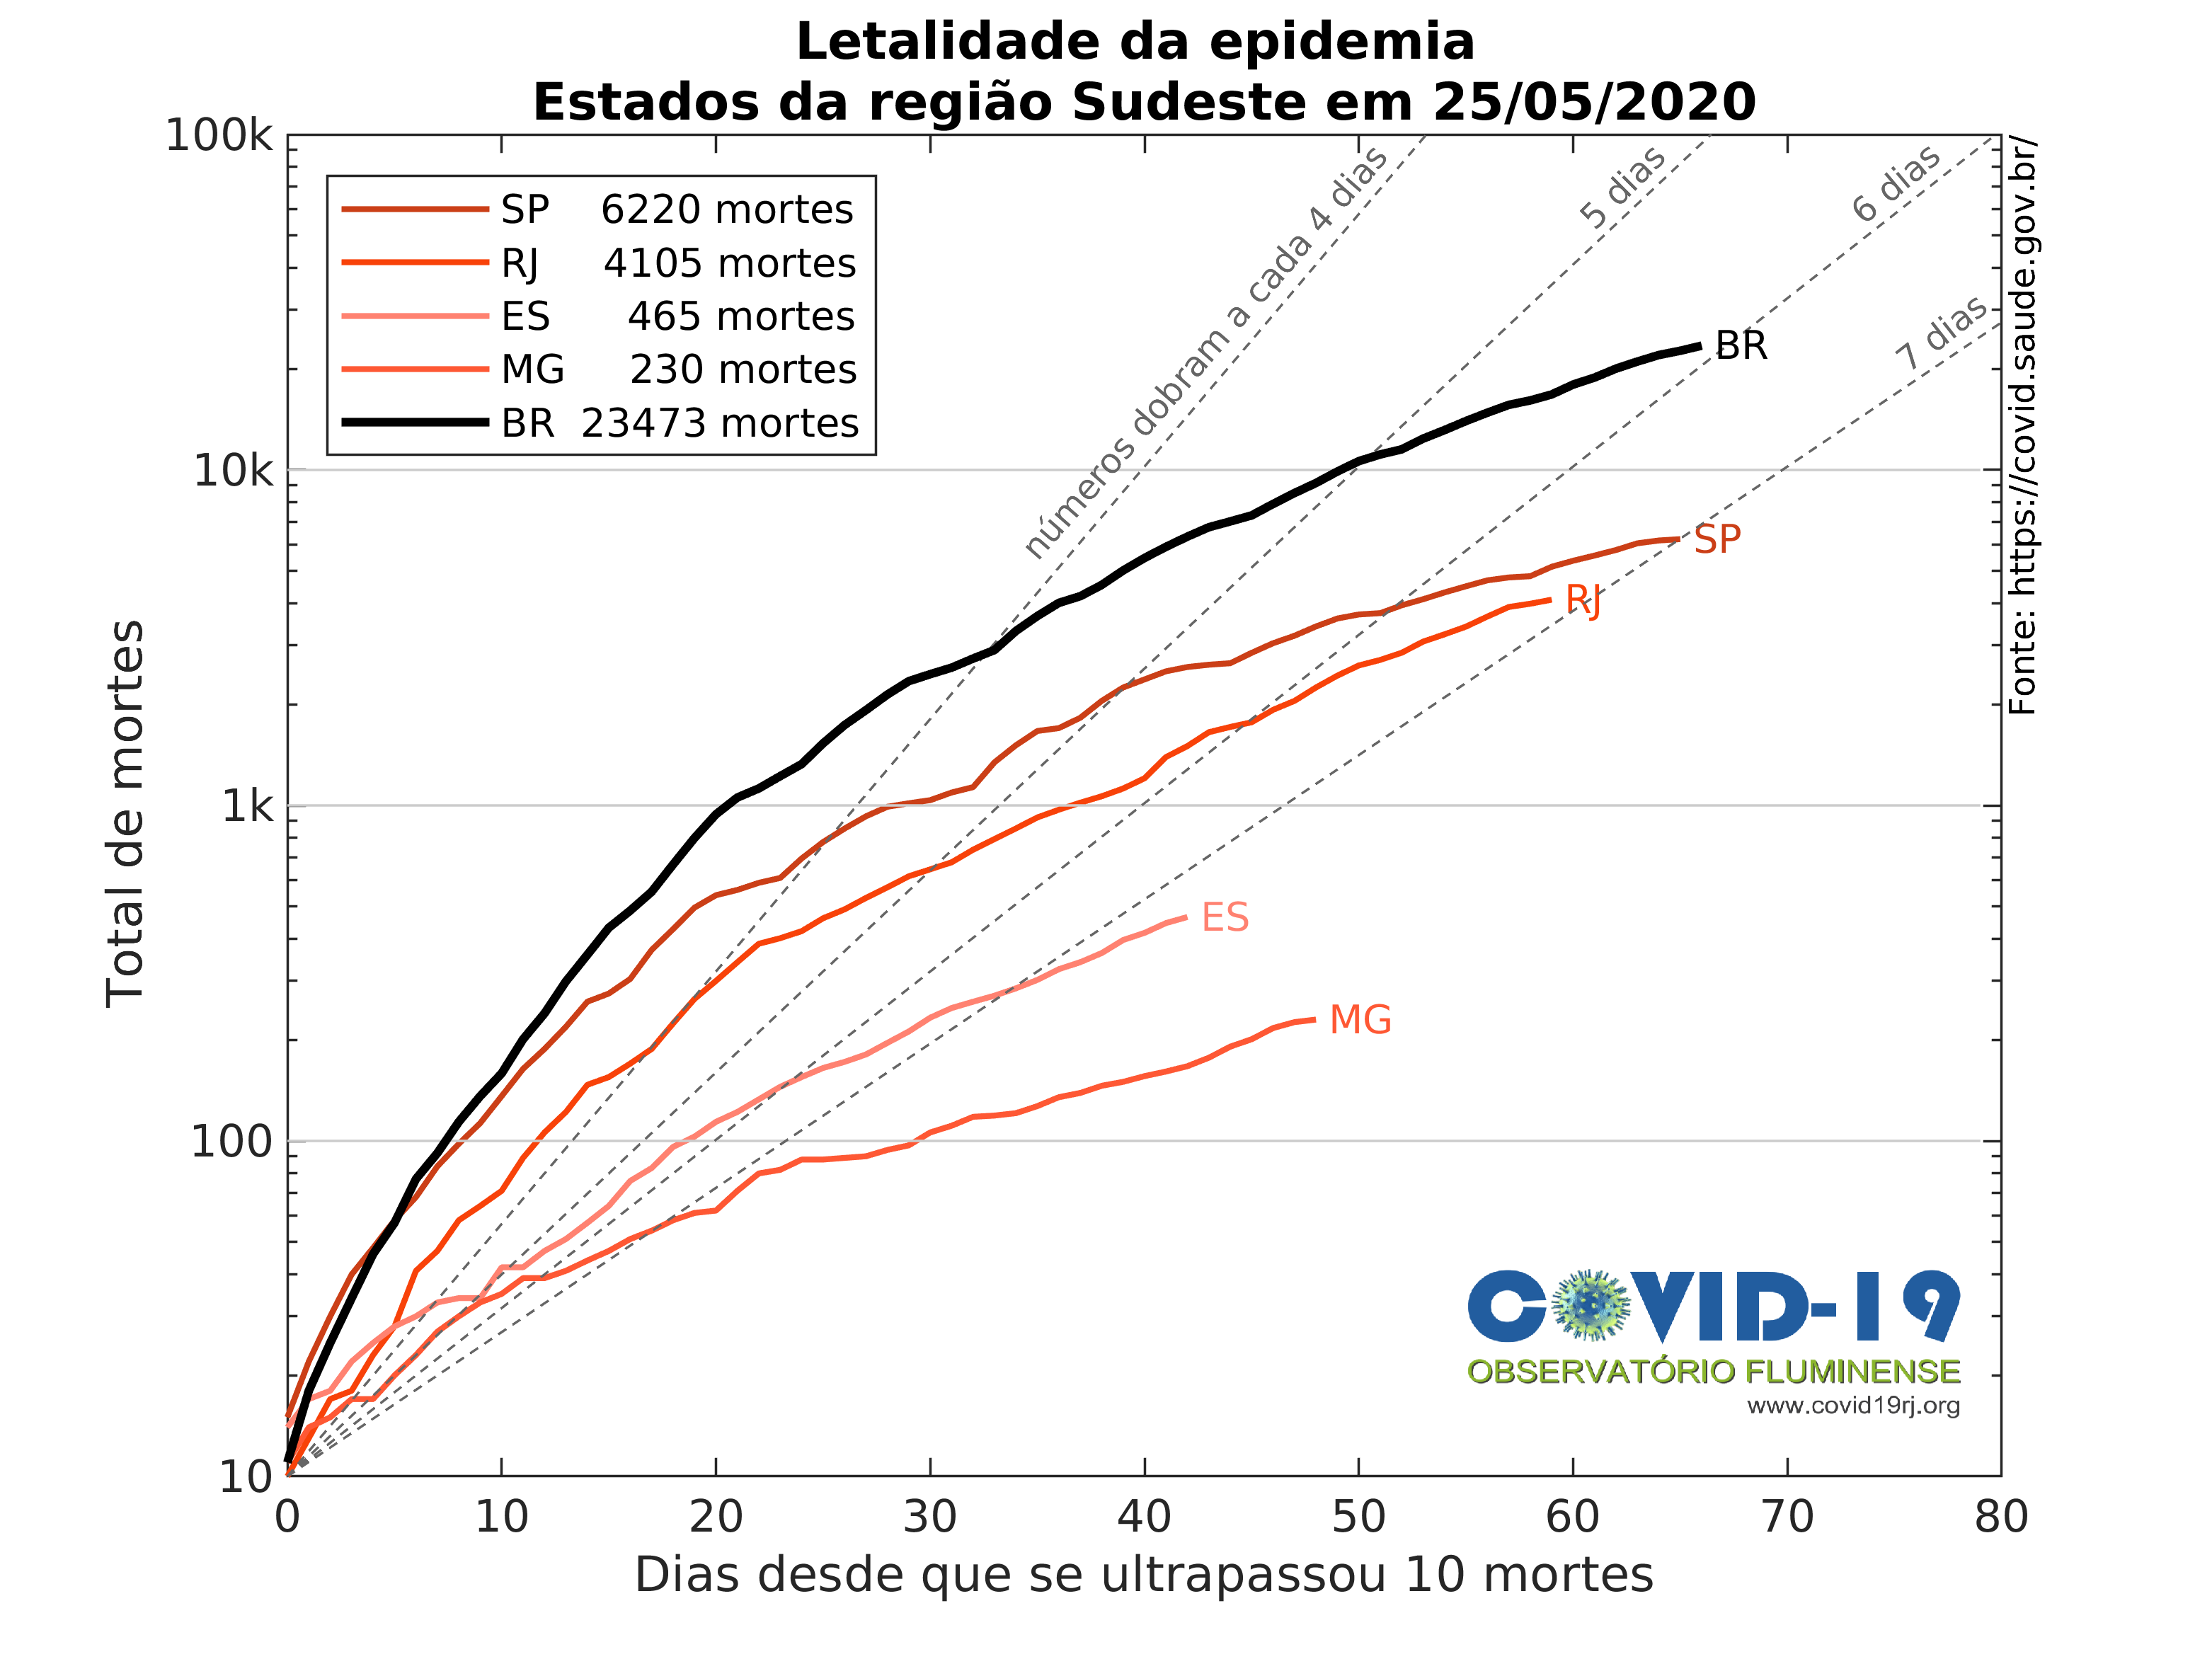 Letalidade da epidemia
Estados da região Sudeste em 25/05/2020
100k
10k
1k
100
10
Total de mortes
SP 6220 mortes
RJ 4105 mortes
ES 465 mortes
MG 230 mortes
BR 23473 mortes
números dobram a cada 4 dias
5 dias
6 dias
7 dias
BR
SP
RJ
ES
MG
Fonte: https://covid.saude.gov.br/
COVID-19
OBSERVATÓRIO FLUMINENSE
www.covid19rj.org
0 10 20 30 40 50 60 70 80
Dias desde que se ultrapassou 10 mortes